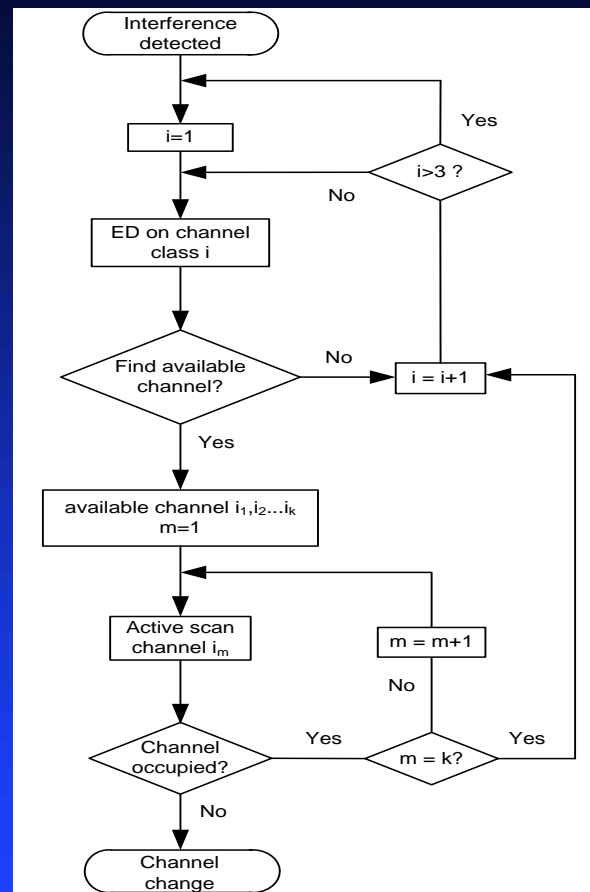 Interference
detected
Yes
i=1
i>3 ?
No
ED on channel
class i
Find available
channel?
No
i = i+1
Yes
available channel i₁,i₂...iₖ
m=1
Active scan
channel iₘ
m = m+1
No
Channel
occupied?
Yes
m = k?
Yes
No
Channel
change